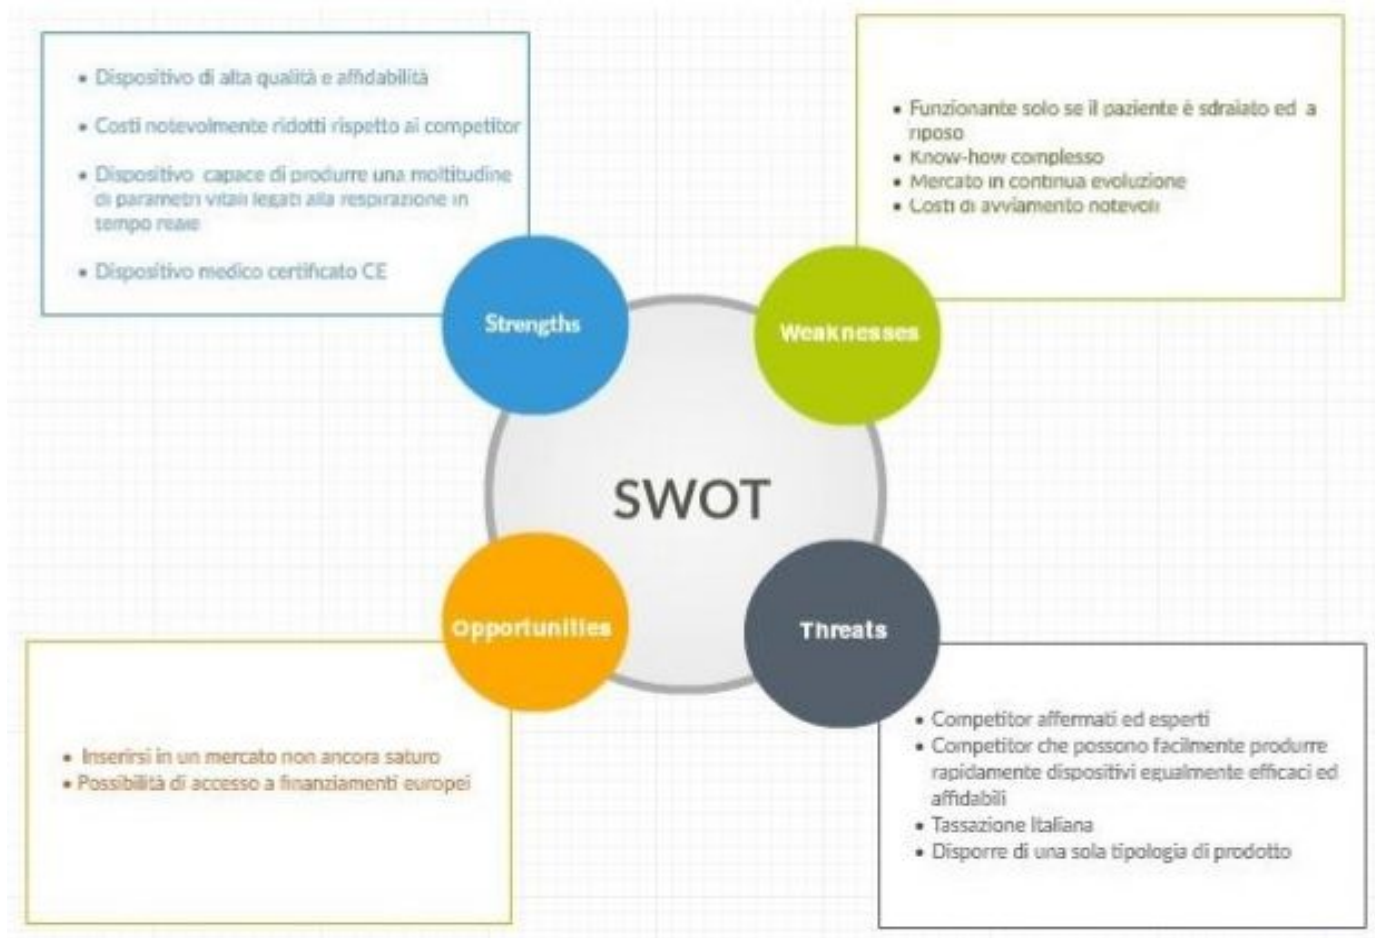 • Dispositivo di alta qualità e affidabilità
• Costi notevolmente ridotti rispetto ai competitor
• Dispositivo capace di produrre una moltitudine
di parametri vitali legati alla respirazione in
tempo reale
• Dispositivo medico certificato CE
Strengths
• Funzionante solo se il paziente è sdraiato ed a
riposo
• Know-how complesso
• Mercato in continua evoluzione
• Costi di avviamento notevoli
Weaknesses
SWOT
Opportunities
• Inserirsi in un mercato non ancora saturo
• Possibilità di accesso a finanziamenti europei
Threats
• Competitor affermati ed esperti
• Competitor che possono facilmente produrre
rapidamente dispositivi egualmente efficaci ed
affidabili
• Tassazione Italiana
• Disporre di una sola tipologia di prodotto